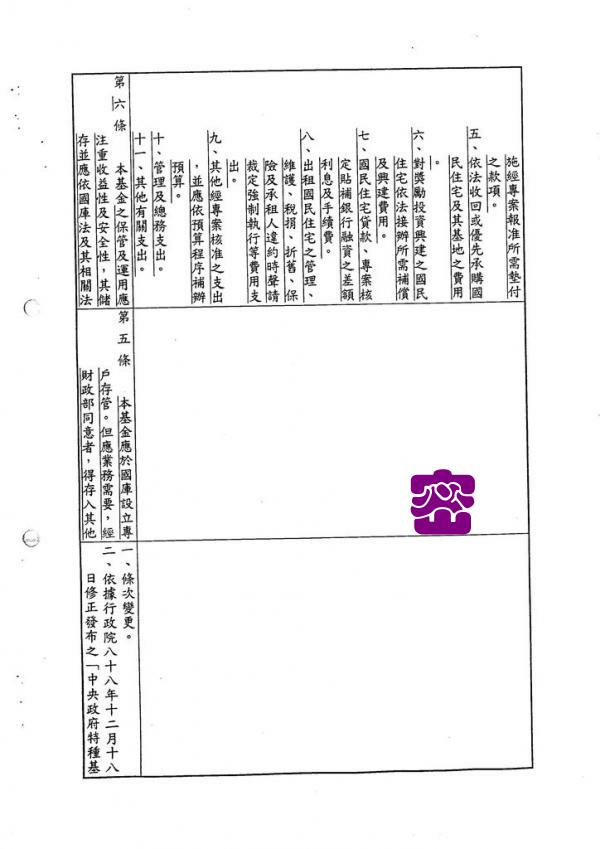 施經專案報准所需墊付
之款項。
五、依法收回或優先承購國
民住宅及其基地之費用
。
六、對獎勵投資興建之國民
住宅依法接辦所需補償
及興建費用。
七、國民住宅貸款、專案核
定貼補銀行融資之差額
利息及手續費。
八、出租國民住宅之管理、
維護、稅捐、折舊、保
險及承租人違約時聲請
裁定強制執行等費用支
出。
九、其他經專案核准之支出
，並應依預算程序補辦
預算。
十、管理及總務支出。
十一、其他有關支出。
第六條　本基金之保管及運用應
注重收益性及安全性，其儲
存並應依國庫法及其相關法
第五條　本基金應於國庫設立專
戶存管。但應業務需要，經
財政部同意者，得存入其他
一、條次變更。
二、依據行政院八十八年十二月十八
日修正發布之「中央政府特種基